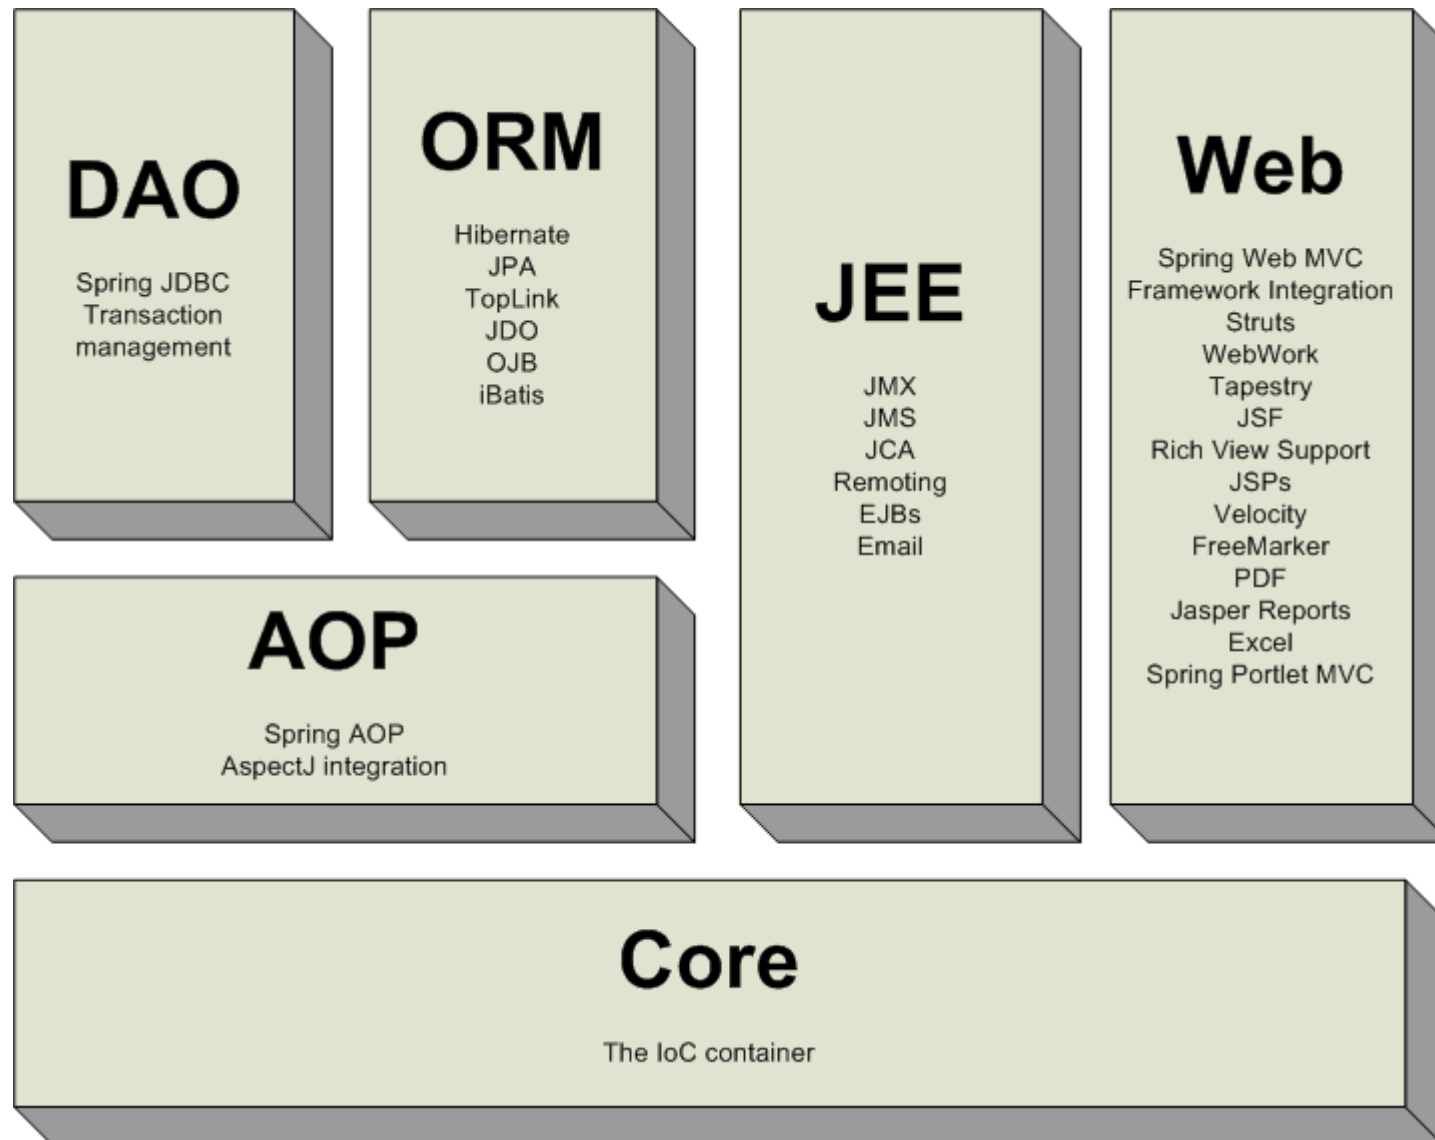 DAO
Spring JDBC
Transaction
management
ORM
Hibernate
JPA
TopLink
JDO
OJB
iBatis
JEE
JMX
JMS
JCA
Remoting
EJBs
Email
Web
Spring Web MVC
Framework Integration
Struts
WebWork
Tapestry
JSF
Rich View Support
JSPs
Velocity
FreeMarker
PDF
Jasper Reports
Excel
Spring Portlet MVC
AOP
Spring AOP
AspectJ integration
Core
The IoC container